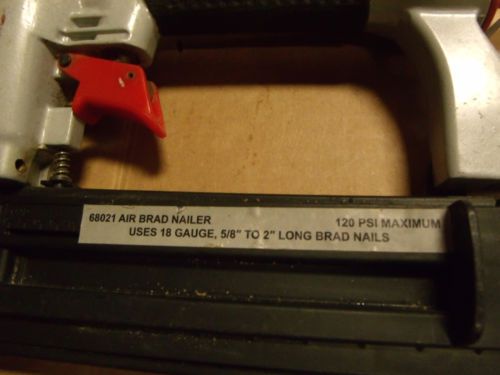 68021 AIR BRAD NAILER 120 PSI MAXIMUM
USES 18 GAUGE, 5/8" TO 2" LONG BRAD NAILS